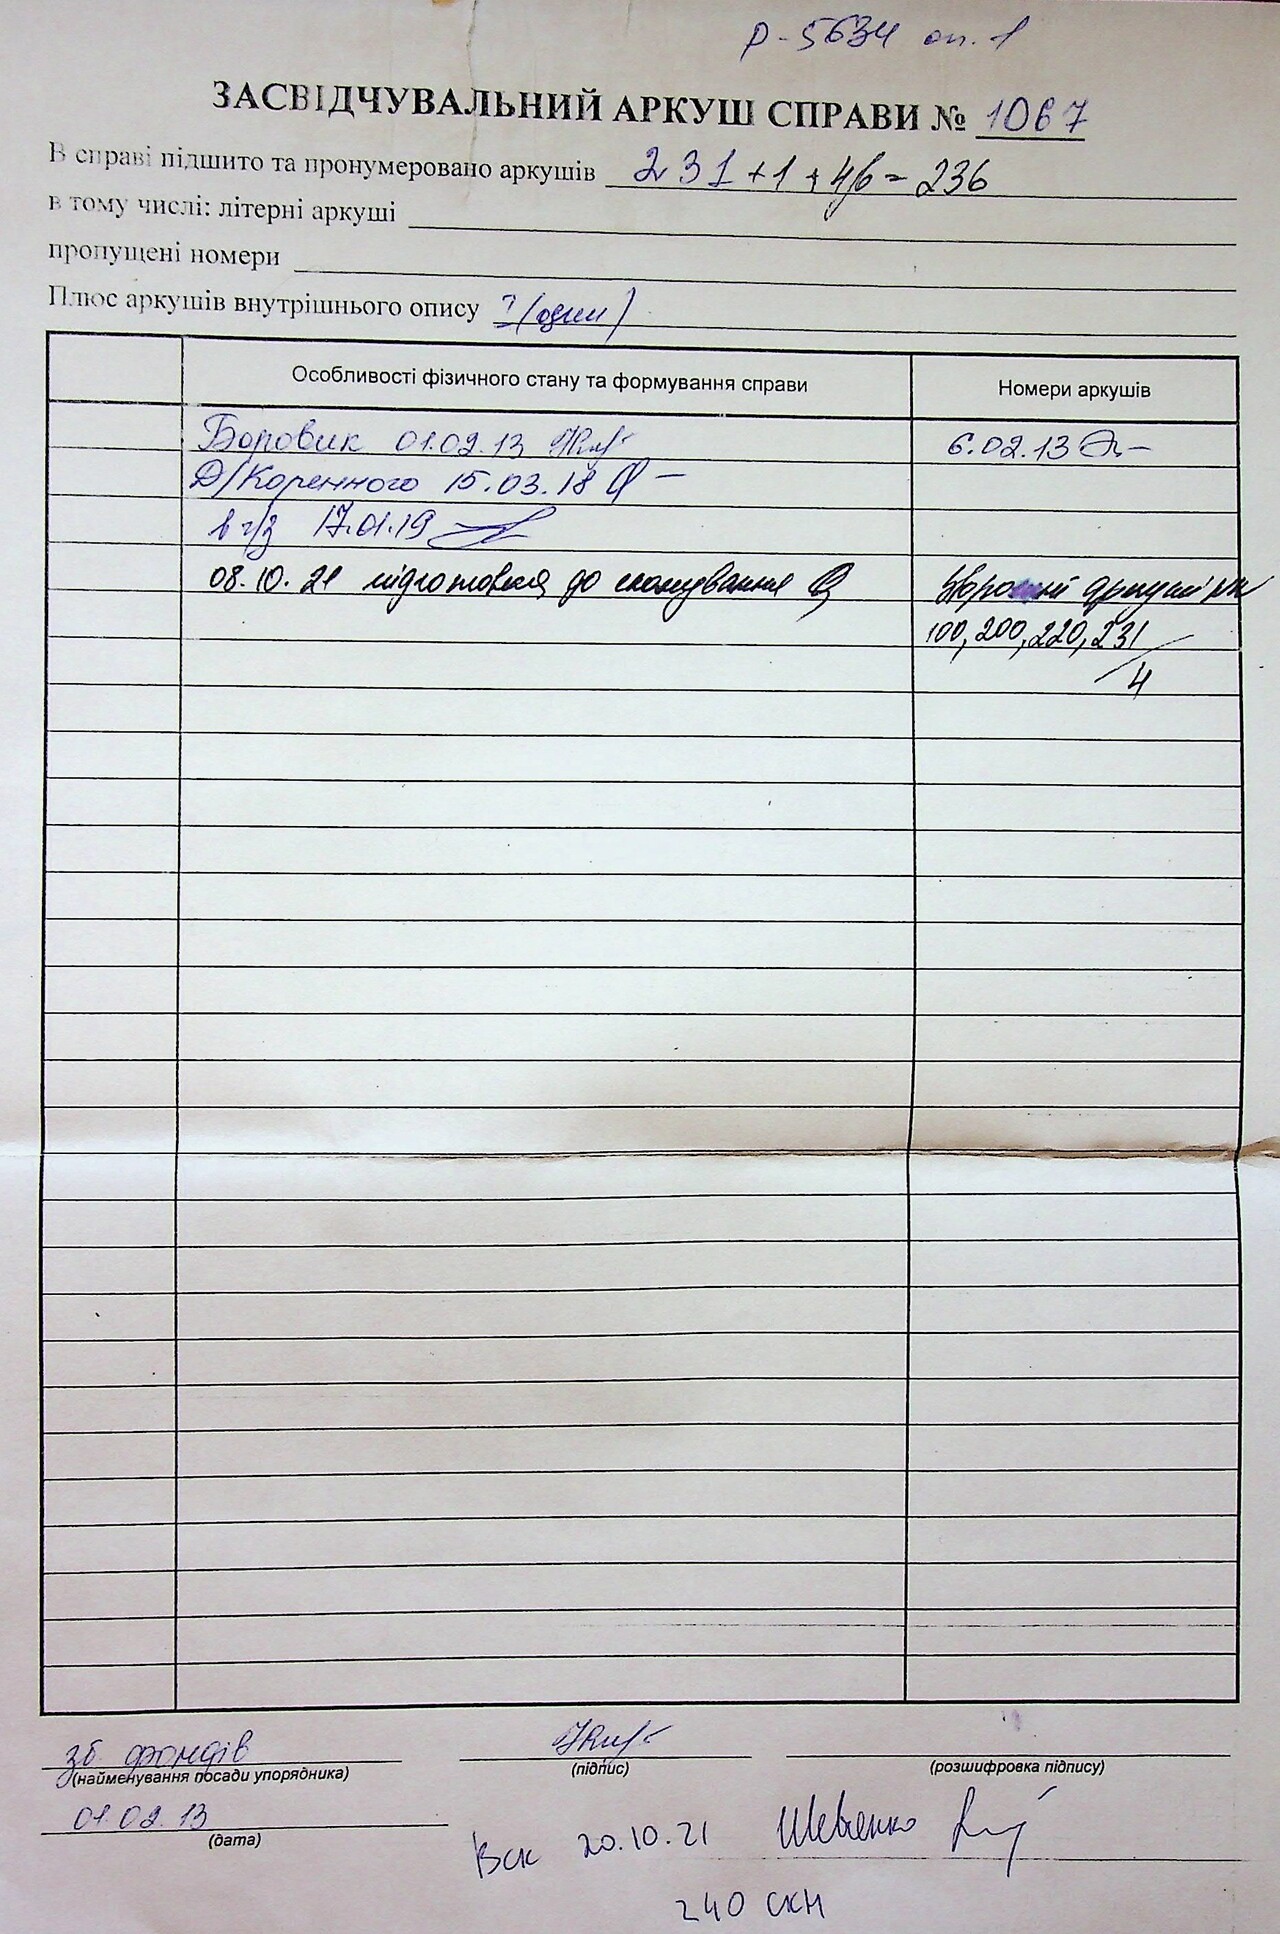 Р-5634 оп. 1
ЗАСВІДЧУВАЛЬНИЙ АРКУШ СПРАВИ № 1067
В справі підшито та пронумеровано аркушів 231+1+4б=236
в тому числі: літерні аркуші
пропущені номери
Плюс аркушів внутрішнього опису 1 (один)
Особливості фізичного стану та формування справи Номери аркушів
Боровик 01.02.13 6.02.13
Д/Коренного 15.03.18
в ч/з 17.01.19
08.10.21 підготовка до сканування
100, 200, 220, 231
4
зб. фондів
(найменування посади упорядника) (підпис) (розшифровка підпису)
01.02.13
(дата)
Вск 20.10.21 Шевченко
240 скн